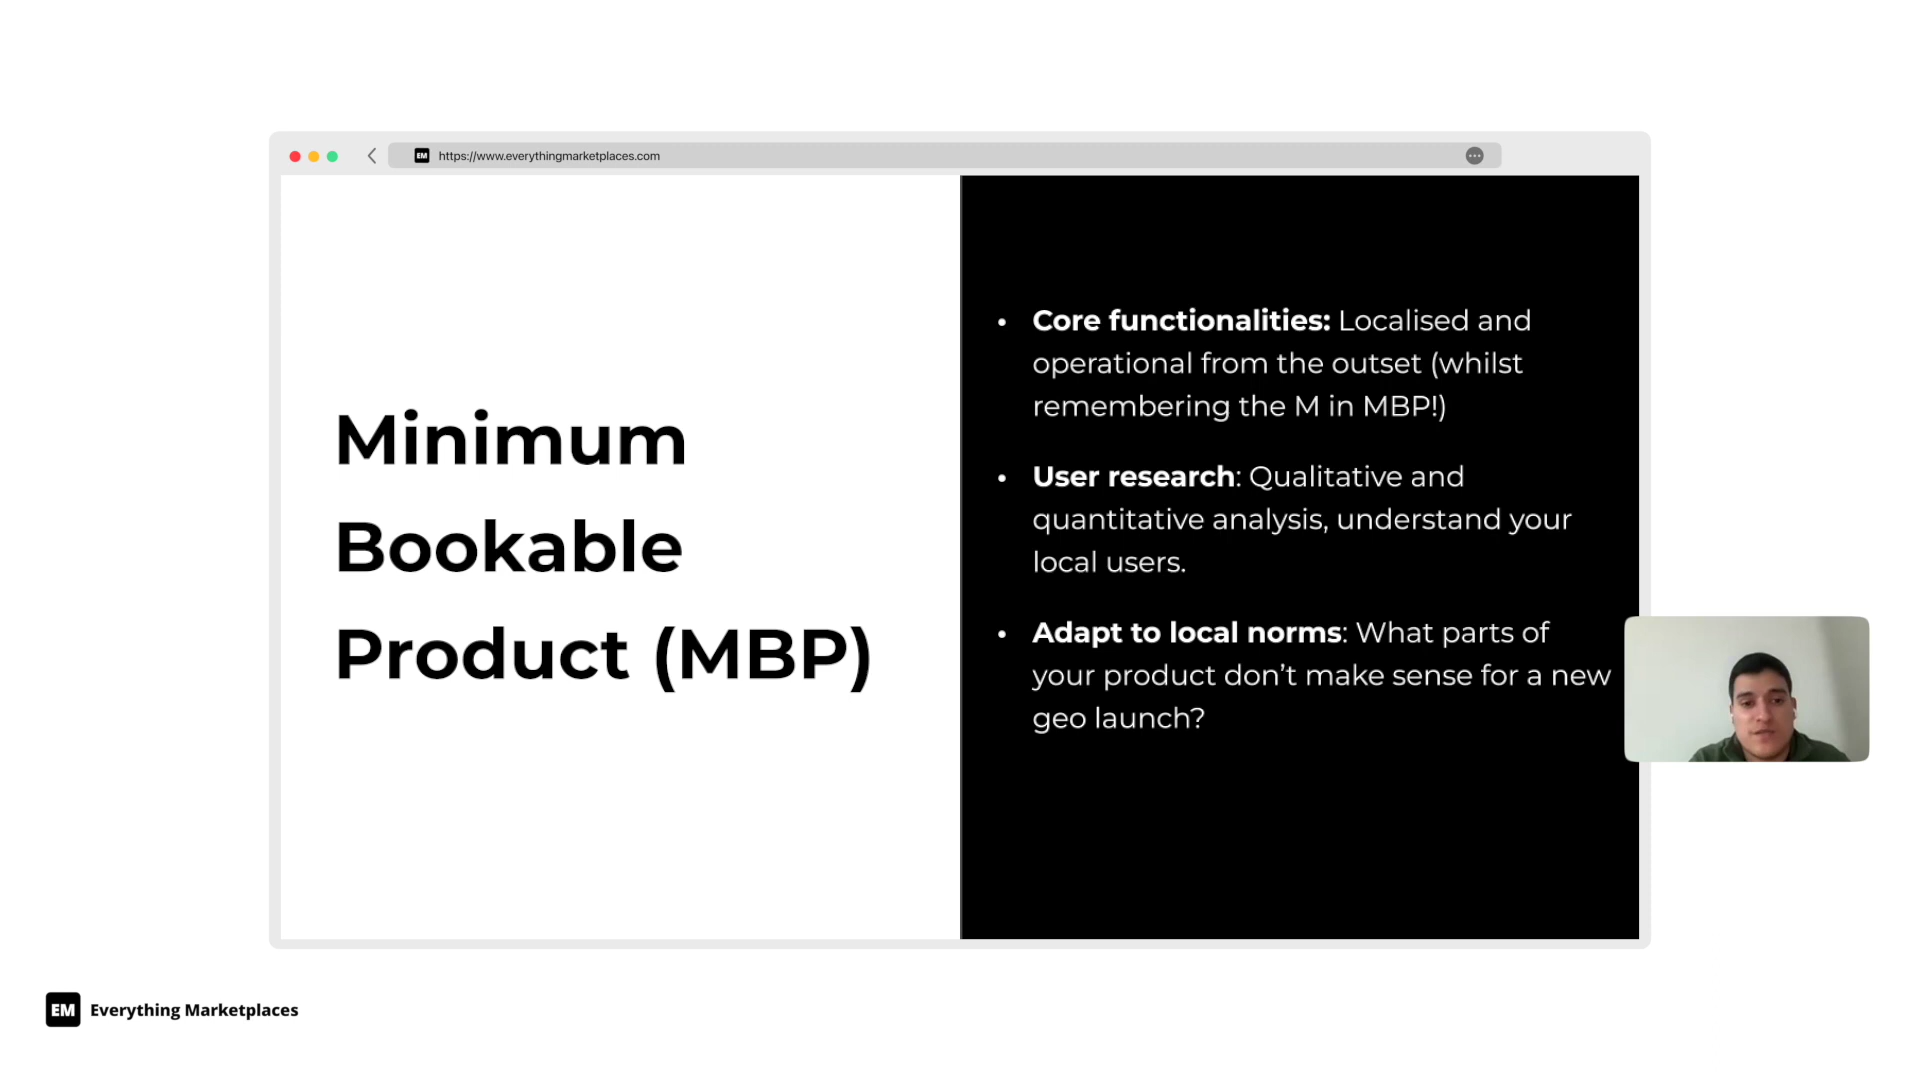 EM https://www.everythingmarketplaces.com
Minimum
Bookable
Product (MBP)
• Core functionalities: Localised and
operational from the outset (whilst
remembering the M in MBP!)
• User research: Qualitative and
quantitative analysis, understand your
local users.
• Adapt to local norms: What parts of
your product don’t make sense for a new
geo launch?
EM Everything Marketplaces